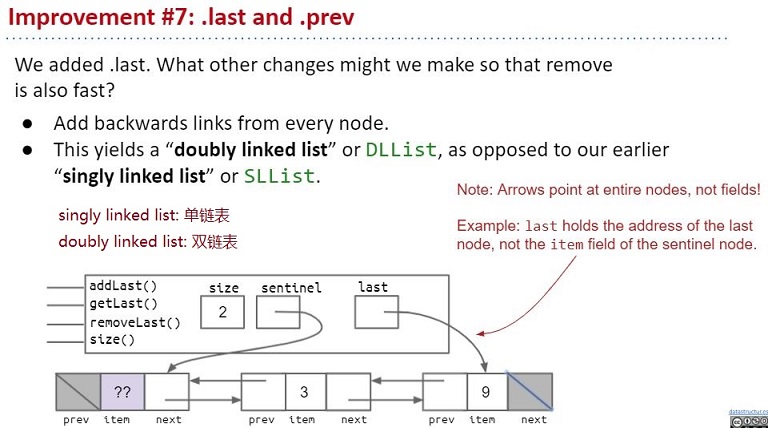 Improvement #7: .last and .prev
We added .last. What other changes might we make so that remove
is also fast?
● Add backwards links from every node.
● This yields a “doubly linked list” or DLList, as opposed to our earlier
“singly linked list” or SLList.
Note: Arrows point at entire nodes, not fields!
singly linked list: 单链表
doubly linked list: 双链表
Example: last holds the address of the last
node, not the item field of the sentinel node.
addLast()
getLast()
removeLast()
size()
size sentinel last
2
?? 3 9
prev item next prev item next prev item next